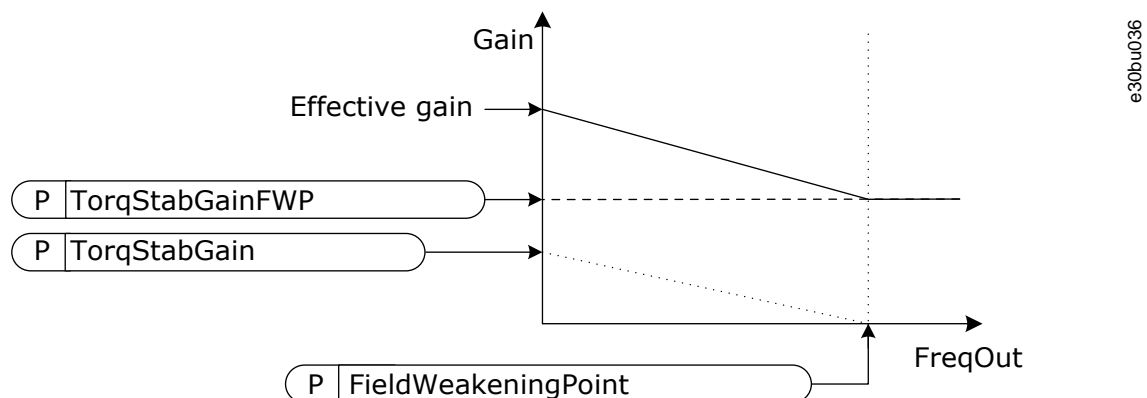 Gain
e30bu036
Effective gain
P TorqStabGainFWP
P TorqStabGain
FreqOut
P FieldWeakeningPoint